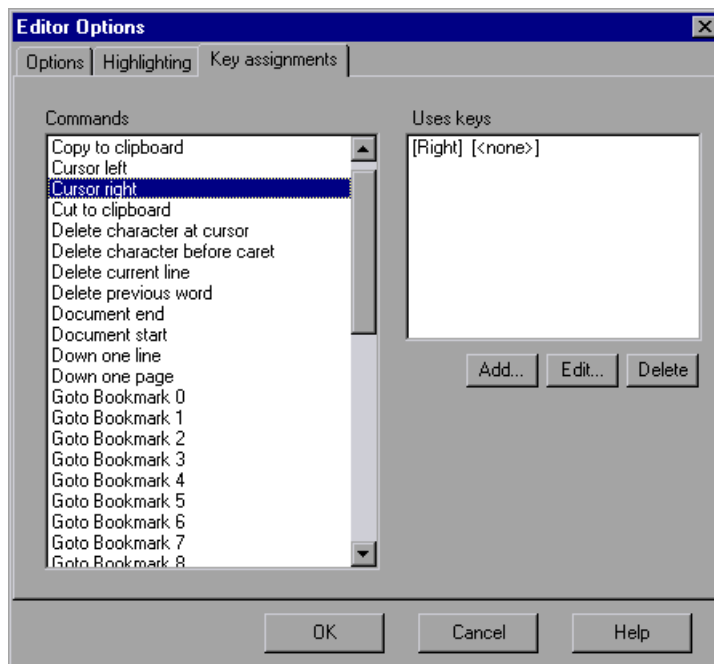 Editor Options
Options
Highlighting
Key assignments
Commands
Copy to clipboard
Cursor left
Cursor right
Cut to clipboard
Delete character at cursor
Delete character before caret
Delete current line
Delete previous word
Document end
Document start
Down one line
Down one page
Goto Bookmark 0
Goto Bookmark 1
Goto Bookmark 2
Goto Bookmark 3
Goto Bookmark 4
Goto Bookmark 5
Goto Bookmark 6
Goto Bookmark 7
Goto Bookmark 8
Uses keys
[Right] [<none>]
Add...
Edit...
Delete
OK
Cancel
Help